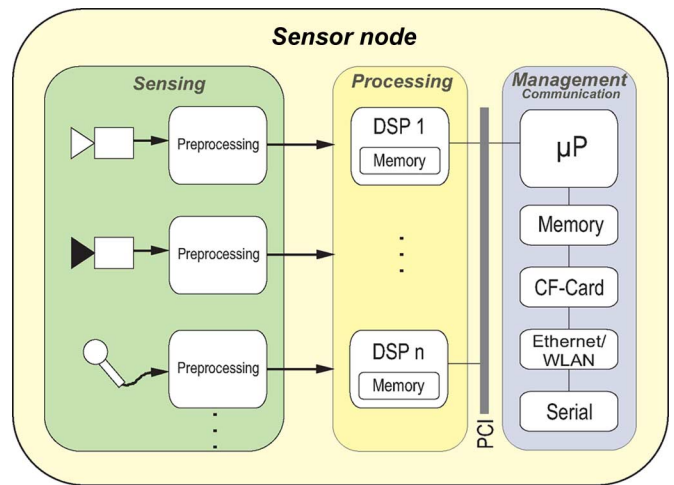 Sensor node
Sensing
Preprocessing
Preprocessing
Preprocessing
Processing
DSP 1
Memory
DSP n
Memory
PCI
Management
Communication
µP
Memory
CF-Card
Ethernet/
WLAN
Serial